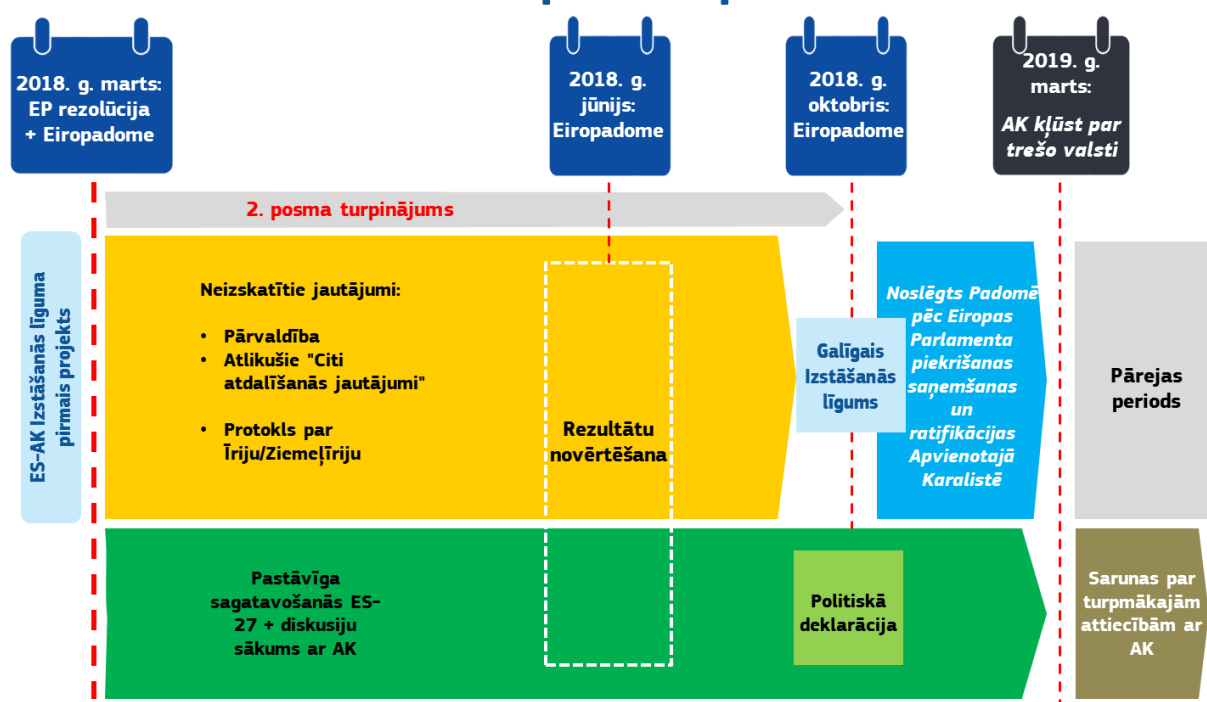 2018. g. marts:
EP rezolūcija
+ Eiropadome
2018. g.
jūnijs:
Eiropadome
2018. g.
oktobris:
Eiropadome
2019. g.
marts:
AK kļūst par
trešo valsti
2. posma turpinājums
ES-AK Izstāšanās līguma
pirmais projekts
Neizskatītie jautājumi:
• Pārvaldība
• Atlikušie "Citi
atdalīšanās jautājumi"
• Protokls par
Īriju/Ziemeļīriju
Rezultātu
novērtēšana
Galīgais
Izstāšanās
līgums
Noslēgts Padomē
pēc Eiropas
Parlamenta
piekrišanas
saņemšanas
un
ratifikācijas
Apvienotajā
Karalistē
Pārejas
periods
Pastāvīga
sagatavošanās ES-
27 + diskusiju
sākums ar AK
Politiskā
deklarācija
Sarunas par
turpmākajām
attiecībām ar
AK